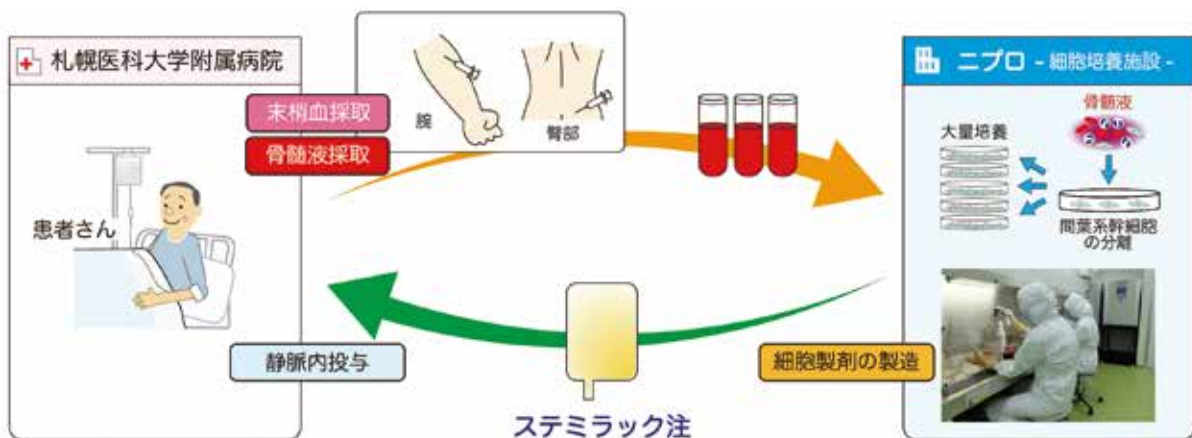 札幌医科大学附属病院
末梢血採取
骨髄液採取
腕
臀部
患者さん
ニプロ - 細胞培養施設 -
骨髄液
大量培養
間葉系幹細胞
の分離
細胞製剤の製造
静脈内投与
ステミラック注